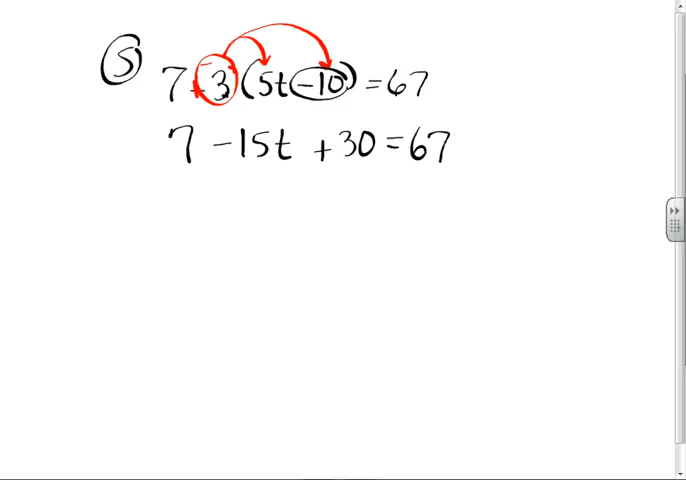 5 7 - 3 (5t - 10) = 67
7 - 15t + 30 = 67